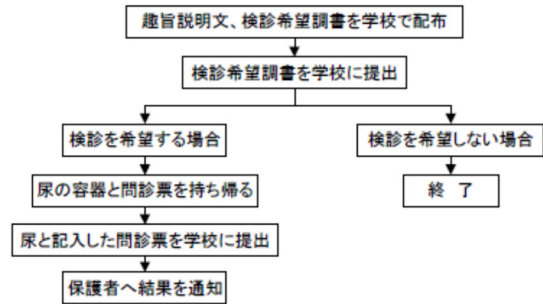 趣旨説明文、検診希望調書を学校で配布
検診希望調書を学校に提出
検診を希望する場合
検診を希望しない場合
尿の容器と問診票を持ち帰る
終 了
尿と記入した問診票を学校に提出
保護者へ結果を通知